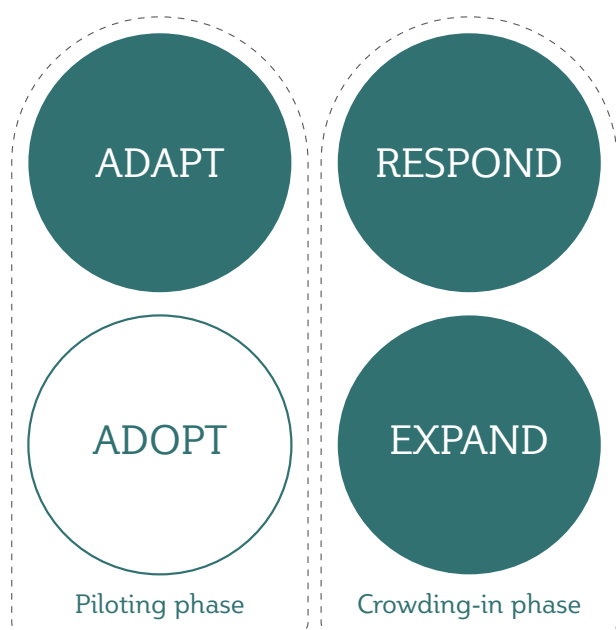 ADAPT
RESPOND
ADOPT
EXPAND
Piloting phase
Crowding-in phase